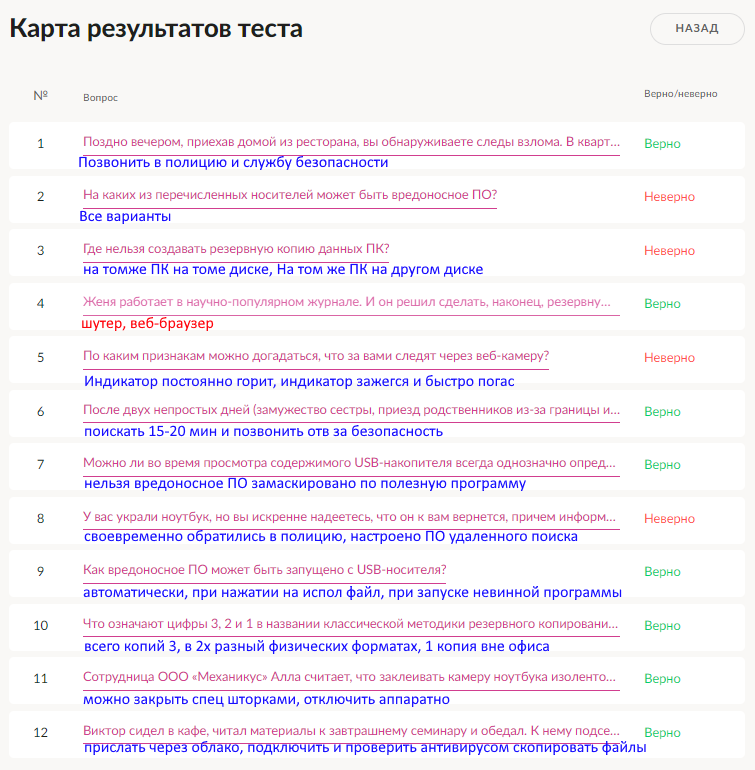 Карта результатов теста
НАЗАД
№ Вопрос Верно/неверно
1 Поздно вечером, приехав домой из ресторана, вы обнаруживаете следы взлома. В кварт... Верно
Позвонить в полицию и службу безопасности
2 На каких из перечисленных носителей может быть вредоносное ПО? Неверно
Все варианты
3 Где нельзя создавать резервную копию данных ПК? Неверно
на томже ПК на томе диске, На том же ПК на другом диске
4 Женя работает в научно-популярном журнале. И он решил сделать, наконец, резервну... Верно
шутер, веб-браузер
5 По каким признакам можно догадаться, что за вами следят через веб-камеру? Неверно
Индикатор постоянно горит, индикатор зажегся и быстро погас
6 После двух непростых дней (замужество сестры, приезд родственников из-за границы и... Верно
поискать 15-20 мин и позвонить отв за безопасность
7 Можно ли во время просмотра содержимого USB-накопителя всегда однозначно опред... Верно
нельзя вредоносное ПО замаскировано по полезную программу
8 У вас украли ноутбук, но вы искренне надеетесь, что он к вам вернется, причем информ... Неверно
своевременно обратились в полицию, настроено ПО удаленного поиска
9 Как вредоносное ПО может быть запущено с USB-носителя? Верно
автоматически, при нажатии на испол файл, при запуске невинной программы
10 Что означают цифры 3, 2 и 1 в названии классической методики резервного копировани... Верно
всего копий 3, в 2х разный физических форматах, 1 копия вне офиса
11 Сотрудница ООО «Механикус» Алла считает, что заклеивать камеру ноутбука изоленто... Верно
можно закрыть спец шторками, отключить аппаратно
12 Виктор сидел в кафе, читал материалы к завтрашнему семинару и обедал. К нему подсе... Верно
прислать через облако, подключить и проверить антивирусом скопировать файлы